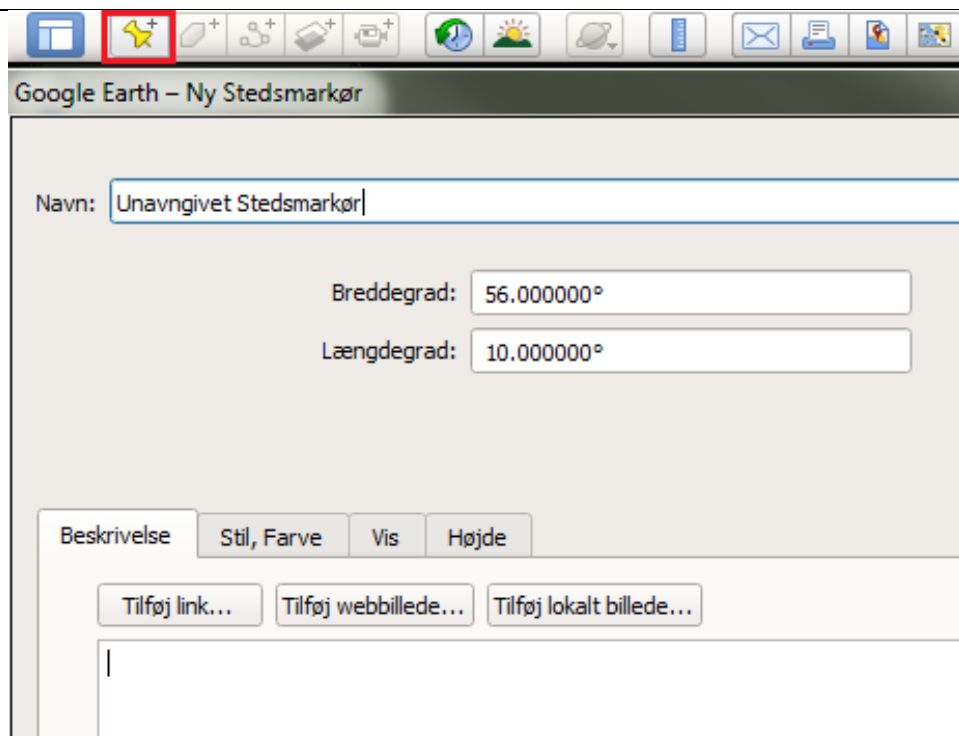 Google Earth – Ny Stedsmarkør
Navn: Unavngivet Stedsmarkør
Breddegrad: 56.000000°
Længdegrad: 10.000000°
Beskrivelse Stil, Farve Vis Højde
Tilføj link... Tilføj webbillede... Tilføj lokalt billede...